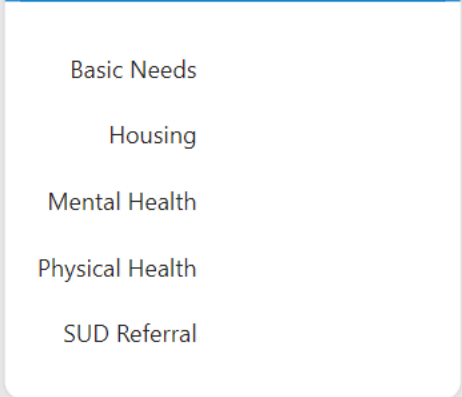 Basic Needs
Housing
Mental Health
Physical Health
SUD Referral